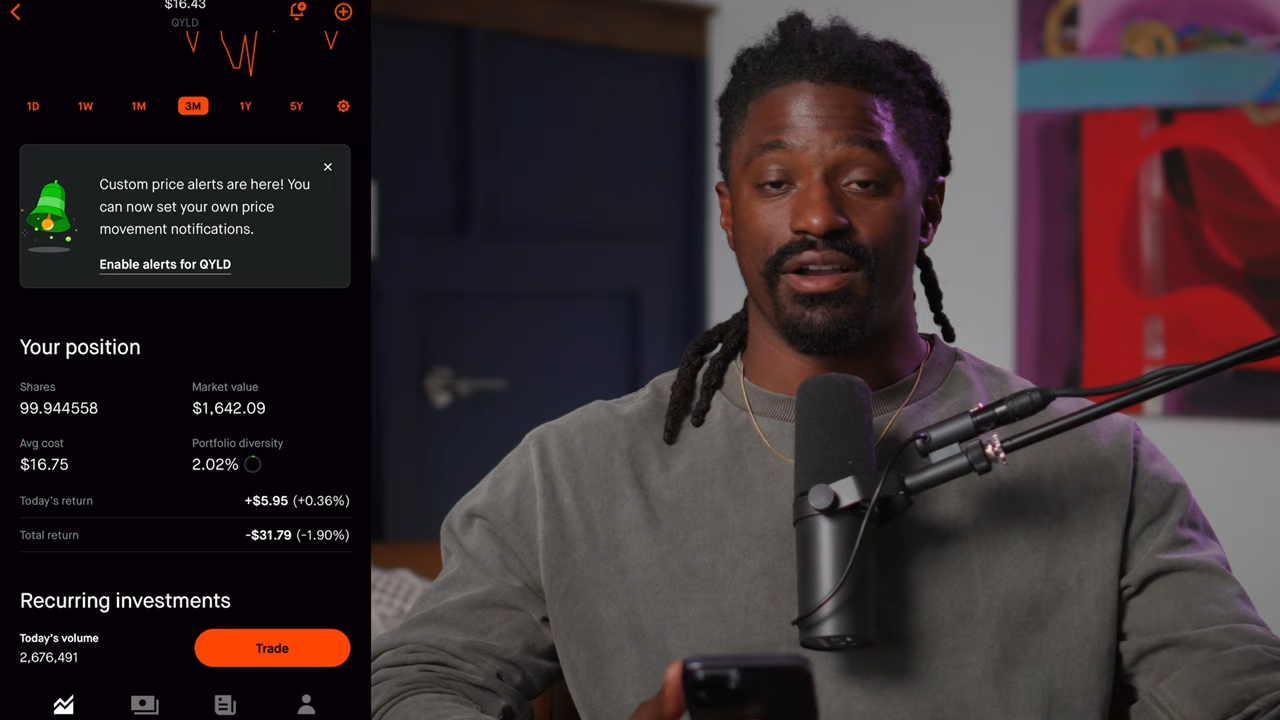 $16.43
QYLD
1D 1W 1M 3M 1Y 5Y
Custom price alerts are here! You
can now set your own price
movement notifications.
Enable alerts for QYLD
Your position
Shares Market value
99.944558 $1,642.09
Avg cost Portfolio diversity
$16.75 2.02%
Today's return +$5.95 (+0.36%)
Total return -$31.79 (-1.90%)
Recurring investments
Today's volume
2,676,491
Trade